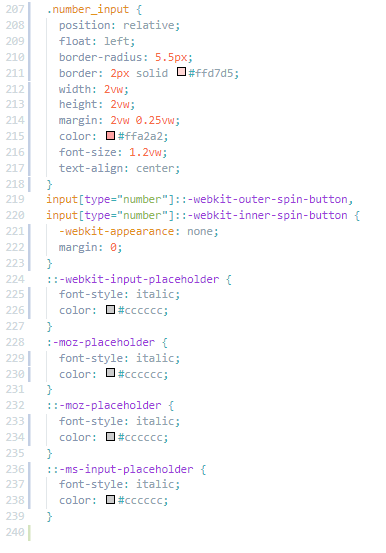 207 .number_input {
208 position: relative;
209 float: left;
210 border-radius: 5.5px;
211 border: 2px solid #ffd7d5;
212 width: 2vw;
213 height: 2vw;
214 margin: 2vw 0.25vw;
215 color: #ffa2a2;
216 font-size: 1.2vw;
217 text-align: center;
218 }
219 input[type="number"]::-webkit-outer-spin-button,
220 input[type="number"]::-webkit-inner-spin-button {
221 -webkit-appearance: none;
222 margin: 0;
223 }
224 ::-webkit-input-placeholder {
225 font-style: italic;
226 color: #cccccc;
227 }
228 :-moz-placeholder {
229 font-style: italic;
230 color: #cccccc;
231 }
232 ::-moz-placeholder {
233 font-style: italic;
234 color: #cccccc;
235 }
236 ::-ms-input-placeholder {
237 font-style: italic;
238 color: #cccccc;
239 }
240